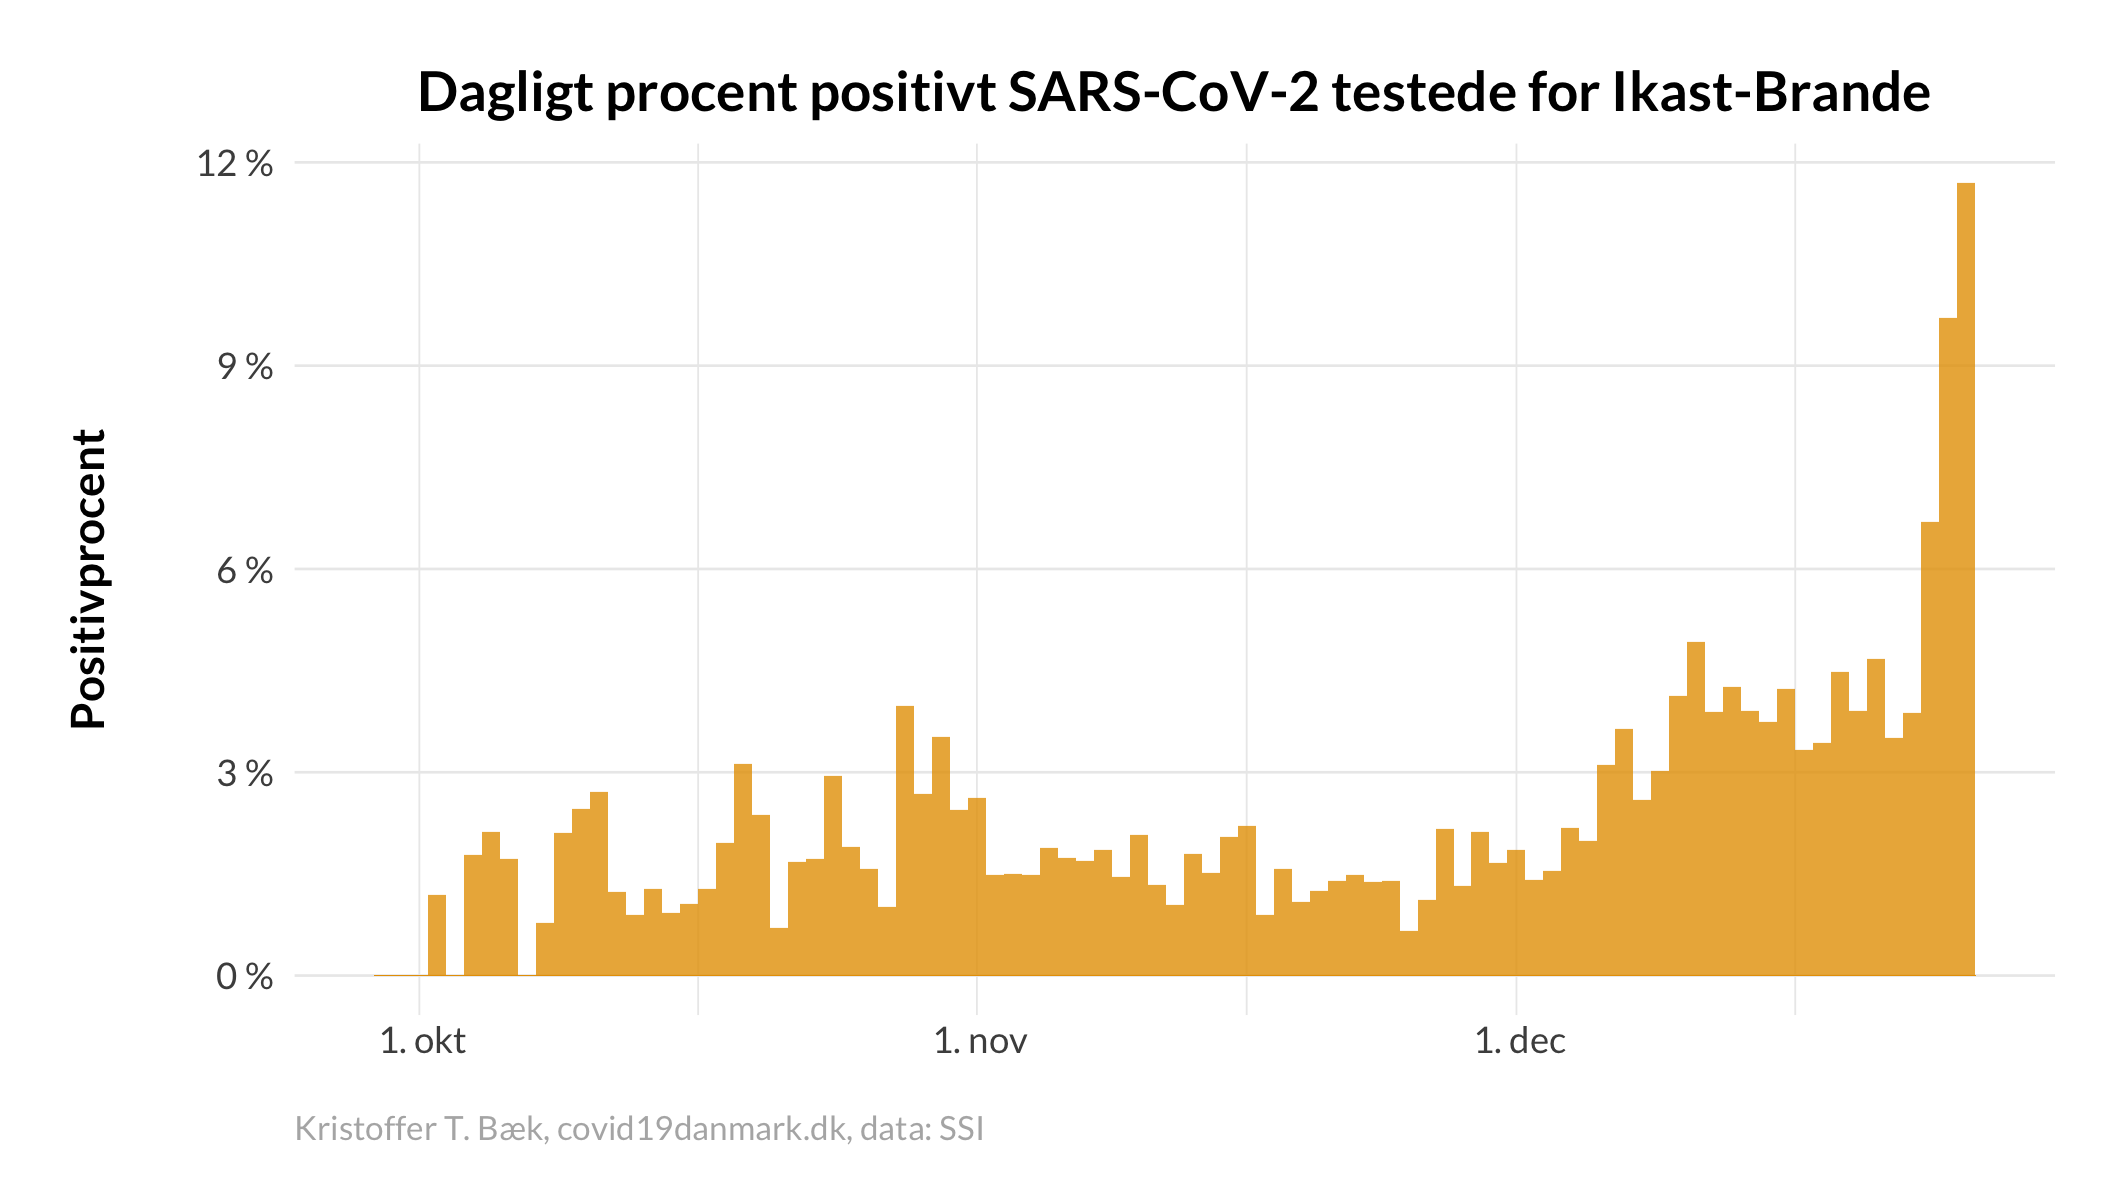 Dagligt procent positivt SARS-CoV-2 testede for Ikast-Brande
Positivprocent
12 %
9 %
6 %
3 %
0 %
1. okt
1. nov
1. dec
Kristoffer T. Bæk, covid19danmark.dk, data: SSI